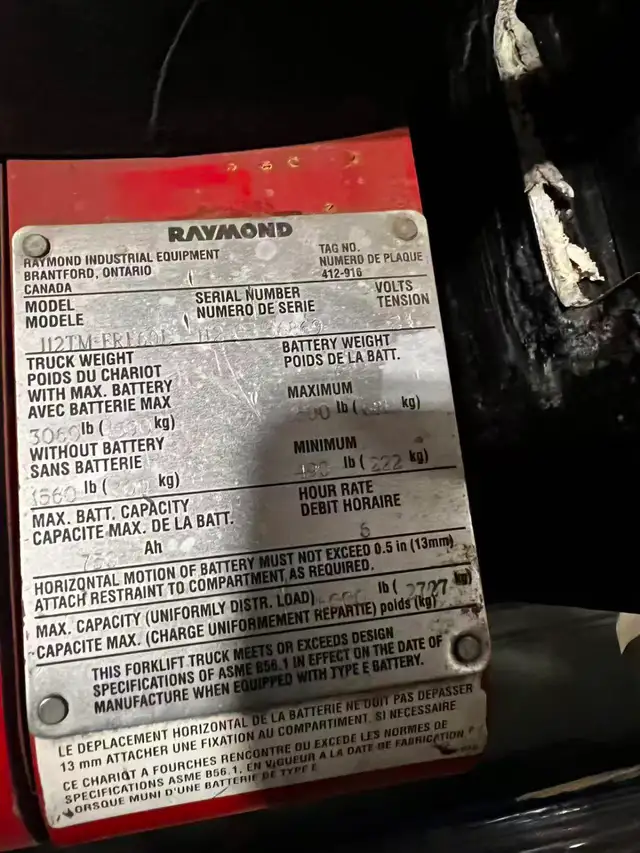 RAYMOND
RAYMOND INDUSTRIAL EQUIPMENT
BRANTFORD, ONTARIO
CANADA
TAG NO.
NUMERO DE PLAQUE
412-916
MODEL
MODELE
SERIAL NUMBER
NUMERO DE SERIE
VOLTS
TENSION
112TM-FRE60L
TRUCK WEIGHT
POIDS DU CHARIOT
WITH MAX. BATTERY
AVEC BATTERIE MAX
3060 lb ( kg)
WITHOUT BATTERY
SANS BATTERIE
1560 lb ( kg)
BATTERY WEIGHT
POIDS DE LA BATT.
MAXIMUM
lb ( kg)
MINIMUM
490 lb ( 222 kg)
MAX. BATT. CAPACITY
CAPACITE MAX. DE LA BATT.
Ah
HOUR RATE
DEBIT HORAIRE
6
HORIZONTAL MOTION OF BATTERY MUST NOT EXCEED 0.5 in (13mm)
ATTACH RESTRAINT TO COMPARTMENT AS REQUIRED.
MAX. CAPACITY (UNIFORMLY DISTR. LOAD) lb ( 2727 kg)
CAPACITE MAX. (CHARGE UNIFORMEMENT REPARTIE) poids (kg)
THIS FORKLIFT TRUCK MEETS OR EXCEEDS DESIGN
SPECIFICATIONS OF ASME B56.1 IN EFFECT ON THE DATE OF
MANUFACTURE WHEN EQUIPPED WITH TYPE E BATTERY.
LE DEPLACEMENT HORIZONTAL DE LA BATTERIE NE DOIT PAS DEPASSER
13 mm ATTACHER UNE FIXATION AU COMPARTIMENT. SI NECESSAIRE
CE CHARIOT A FOURCHES RENCONTRE OU EXCEDE LES NORMES DE
SPECIFICATIONS ASME B56.1, EN VIGUEUR A LA DATE DE FABRICATION
LORSQUE MUNI D'UNE BATTERIE DE TYPE E